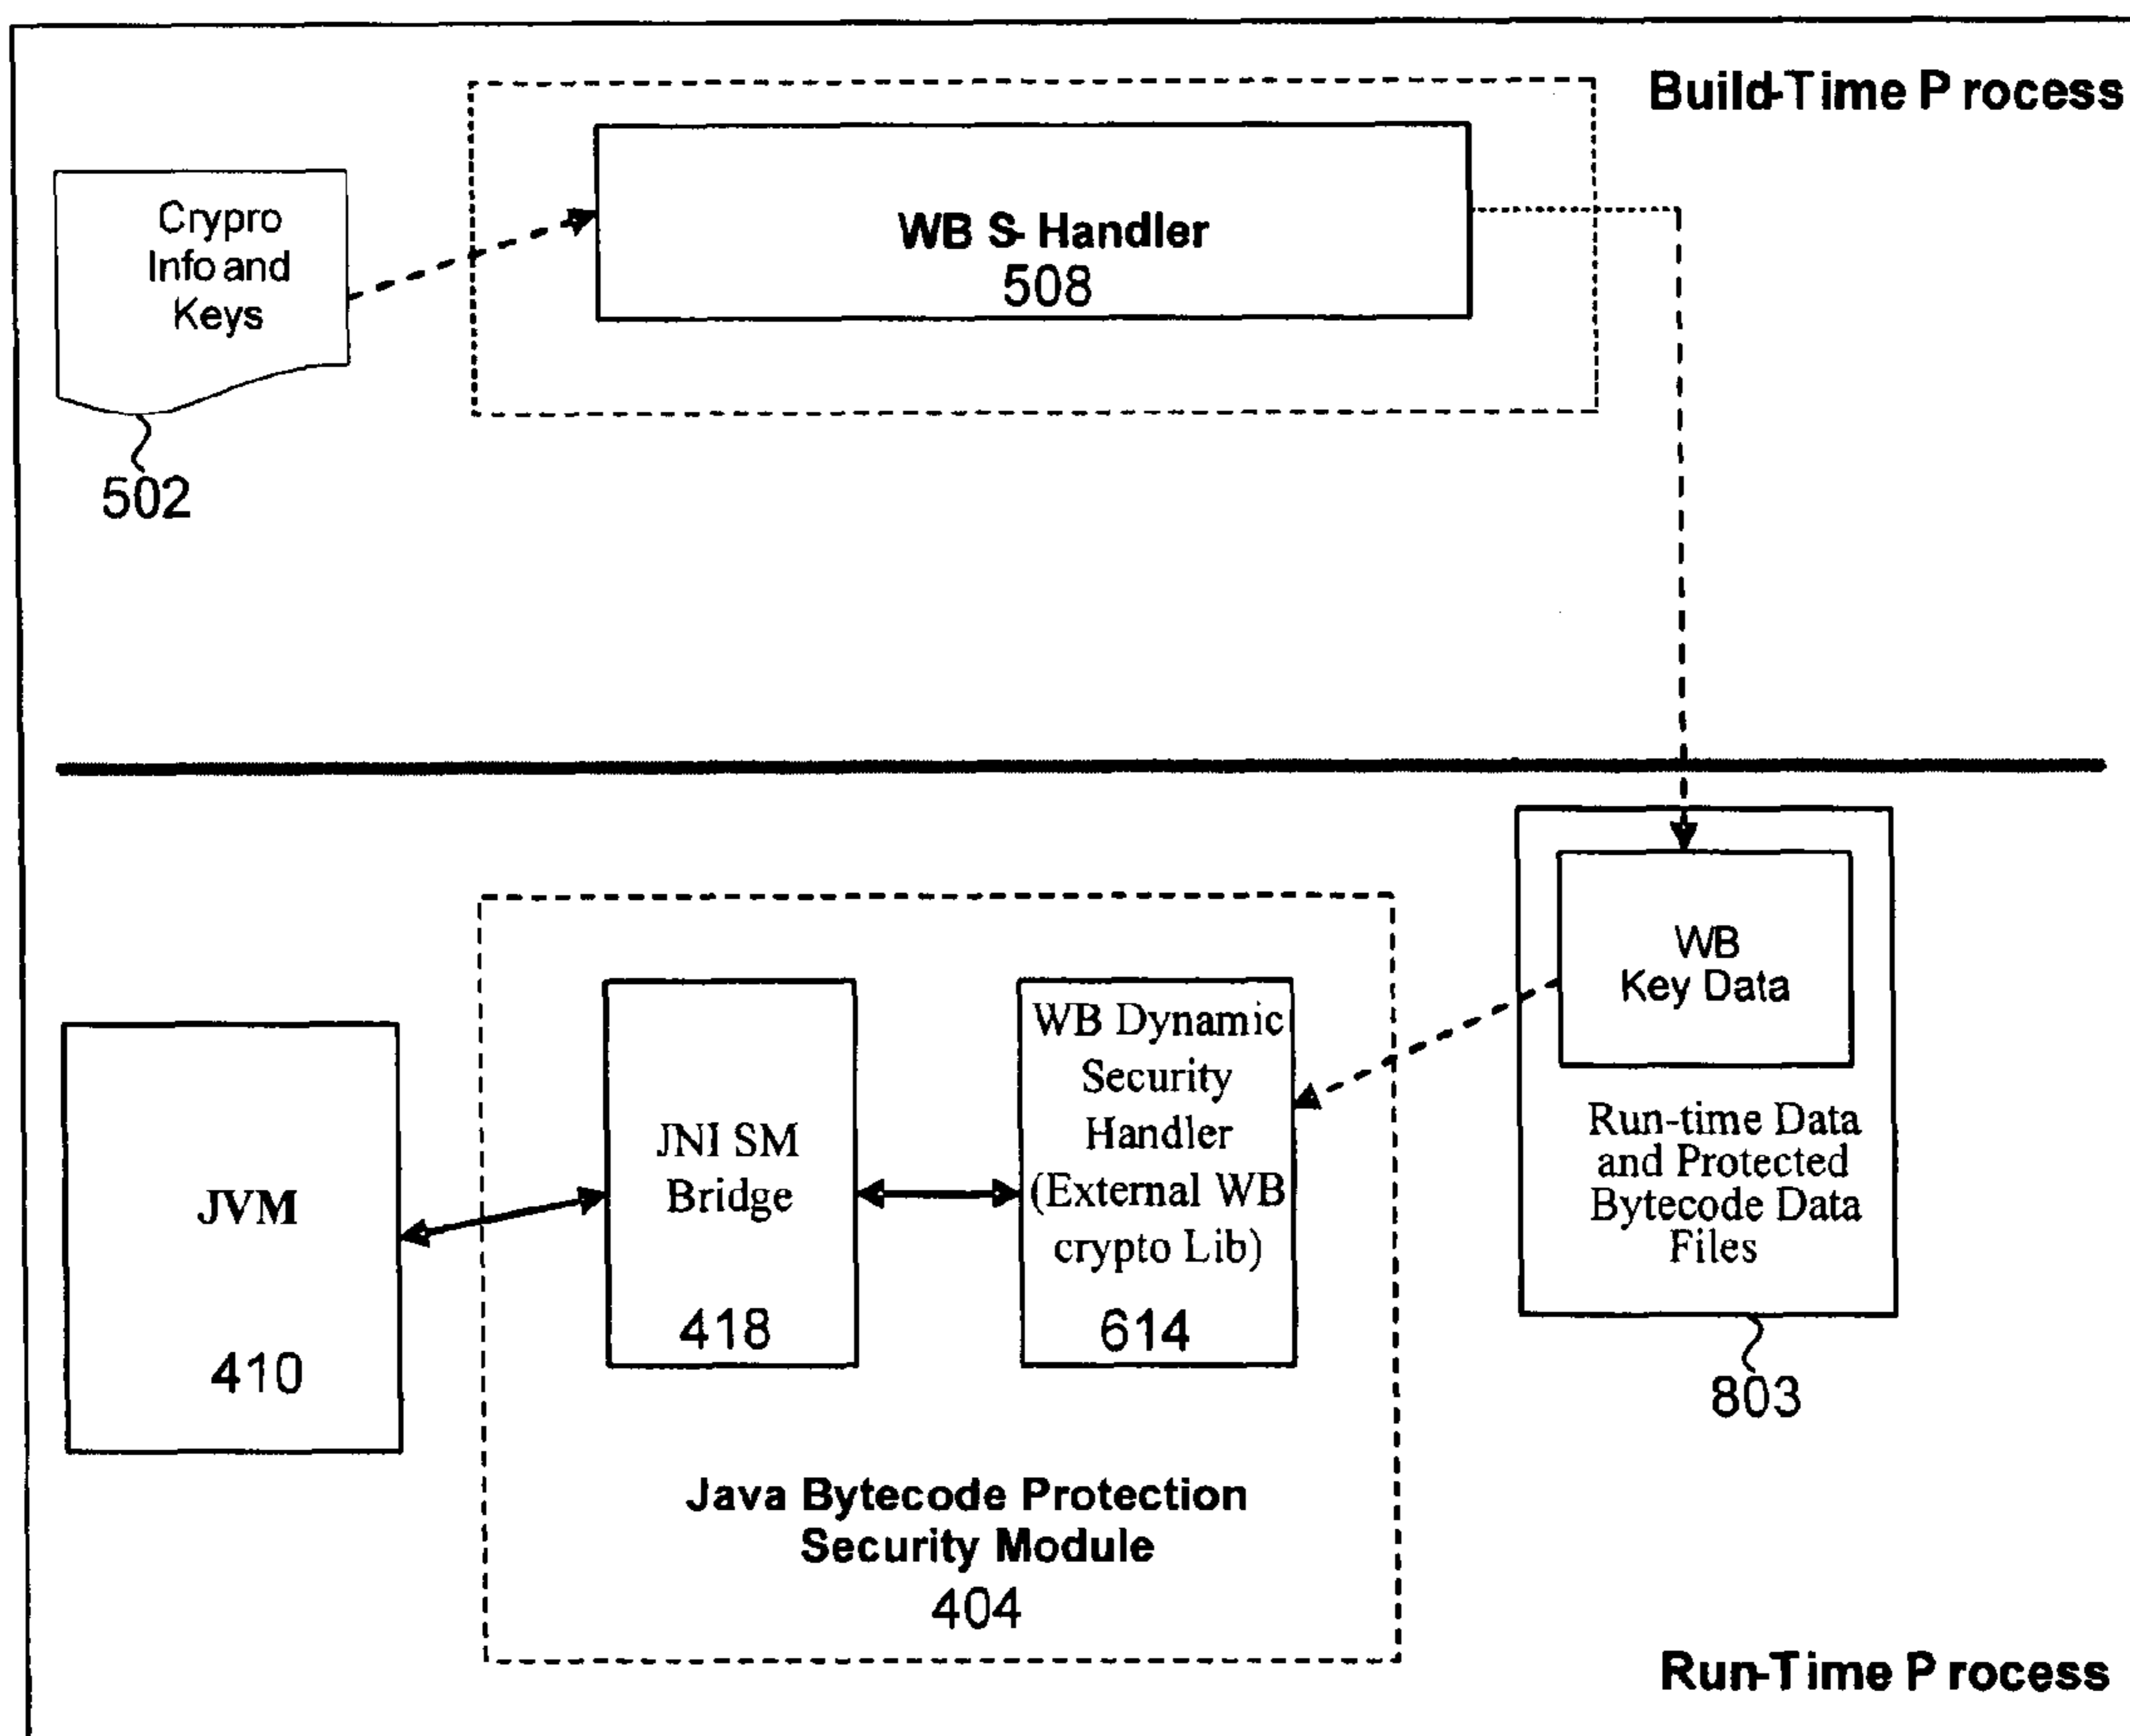 Build-Time Process
Crypro
Info and
Keys
502
WB S- Handler
508
WB
Key Data
Run-time Data
and Protected
Bytecode Data
Files
803
JVM
410
JNI SM
Bridge
418
WB Dynamic
Security
Handler
(External WB
crypto Lib)
614
Java Bytecode Protection
Security Module
404
Run-Time Process